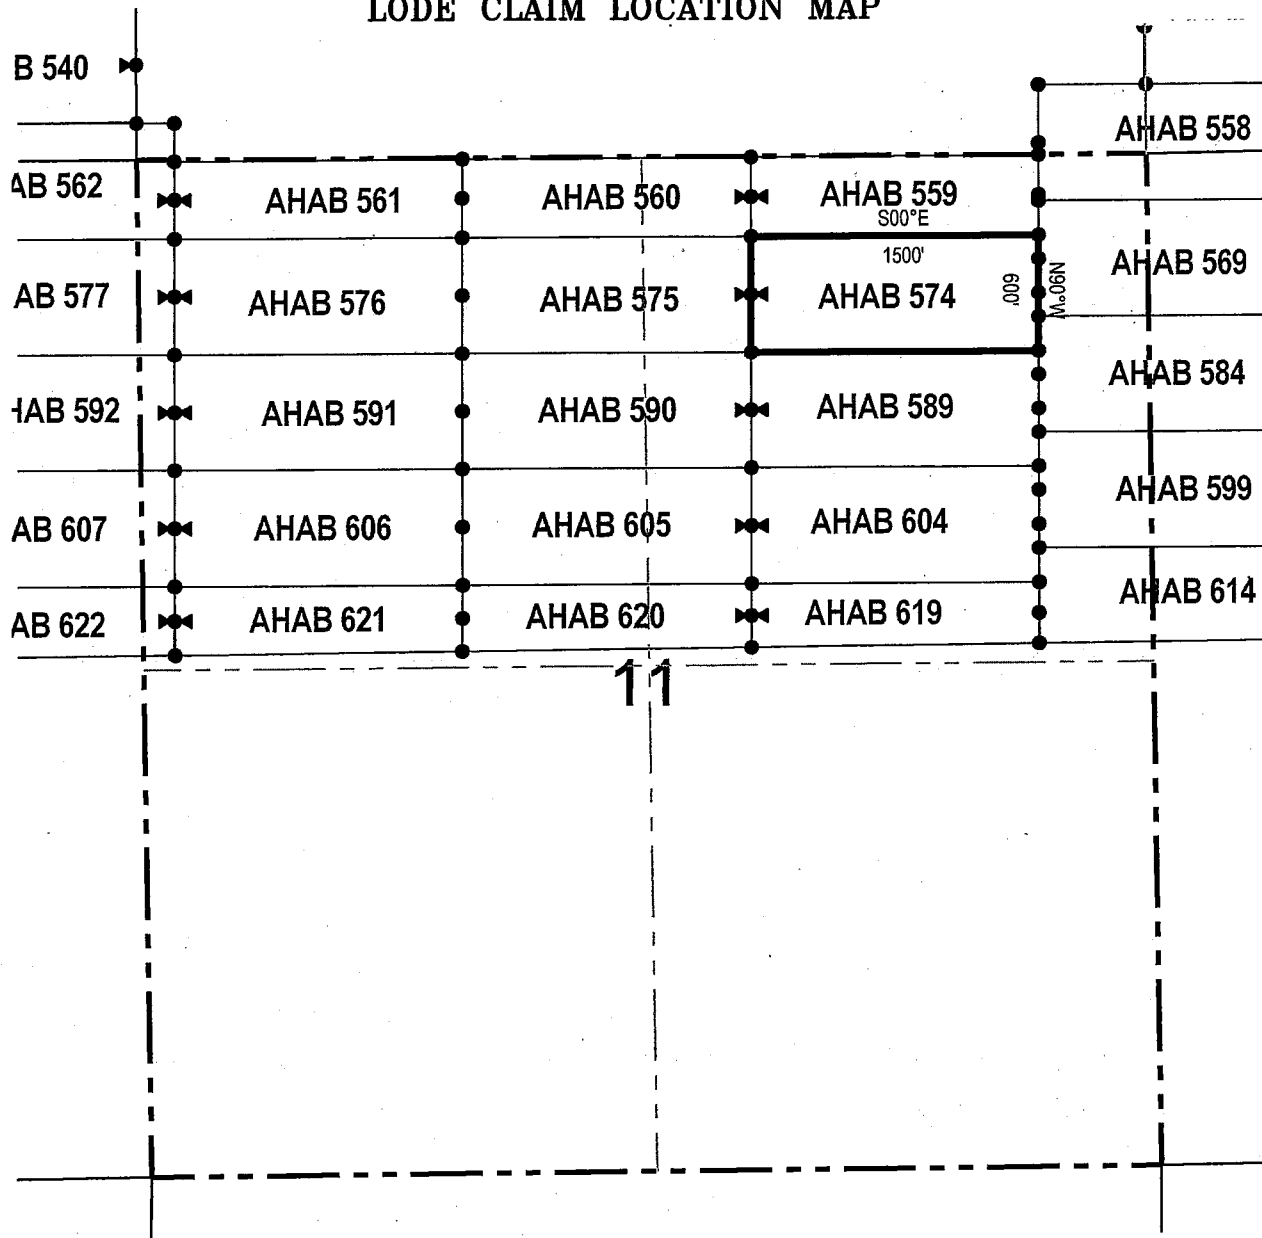 LODE CLAIM LOCATION MAP
B 540
AHAB 558
AB 562
AHAB 561
AHAB 560
AHAB 559
S00°E
1500'
AB 577
AHAB 576
AHAB 575
AHAB 574
600'
N90°W
AHAB 569
HAB 592
AHAB 591
AHAB 590
AHAB 589
AHAB 584
AB 607
AHAB 606
AHAB 605
AHAB 604
AHAB 599
AB 622
AHAB 621
AHAB 620
AHAB 619
AHAB 614
11